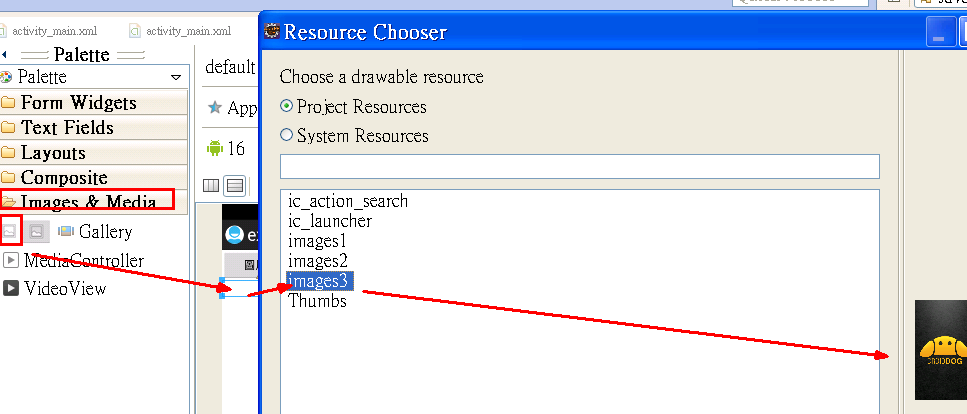 activity_main.xml
activity_main.xml
Palette
Palette
Form Widgets
Text Fields
Layouts
Composite
Images & Media
Gallery
MediaController
VideoView
default
App
16
Resource Chooser
Choose a drawable resource
Project Resources
System Resources
ic_action_search
ic_launcher
images1
images2
images3
Thumbs